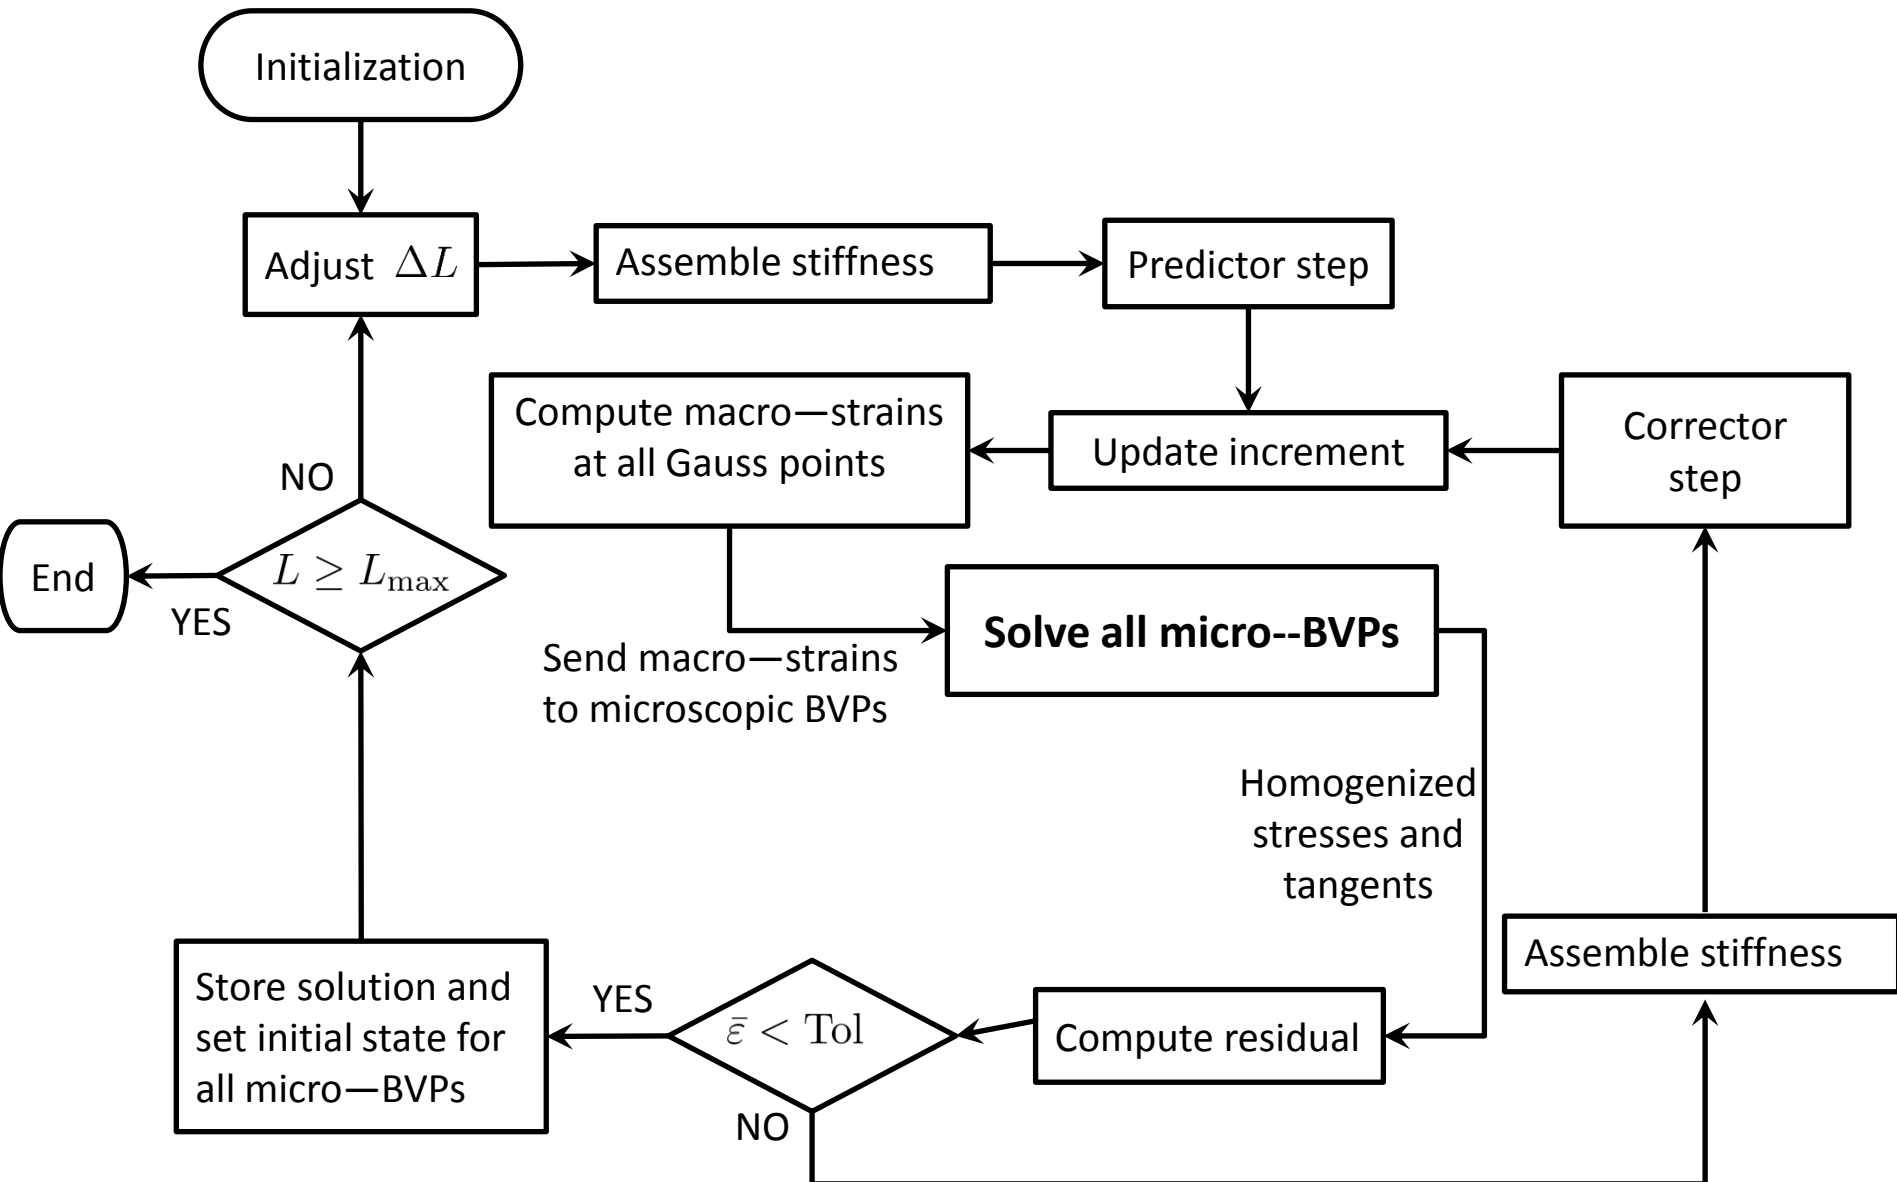 Initialization
Adjust ΔL
Assemble stiffness
Predictor step
Compute macro—strains
at all Gauss points
Update increment
Corrector
step
NO
End
L ≥ Lmax
YES
Solve all micro--BVPs
Send macro—strains
to microscopic BVPs
Homogenized
stresses and
tangents
Assemble stiffness
Store solution and
set initial state for
all micro—BVPs
YES
ε̄ < Tol
Compute residual
NO